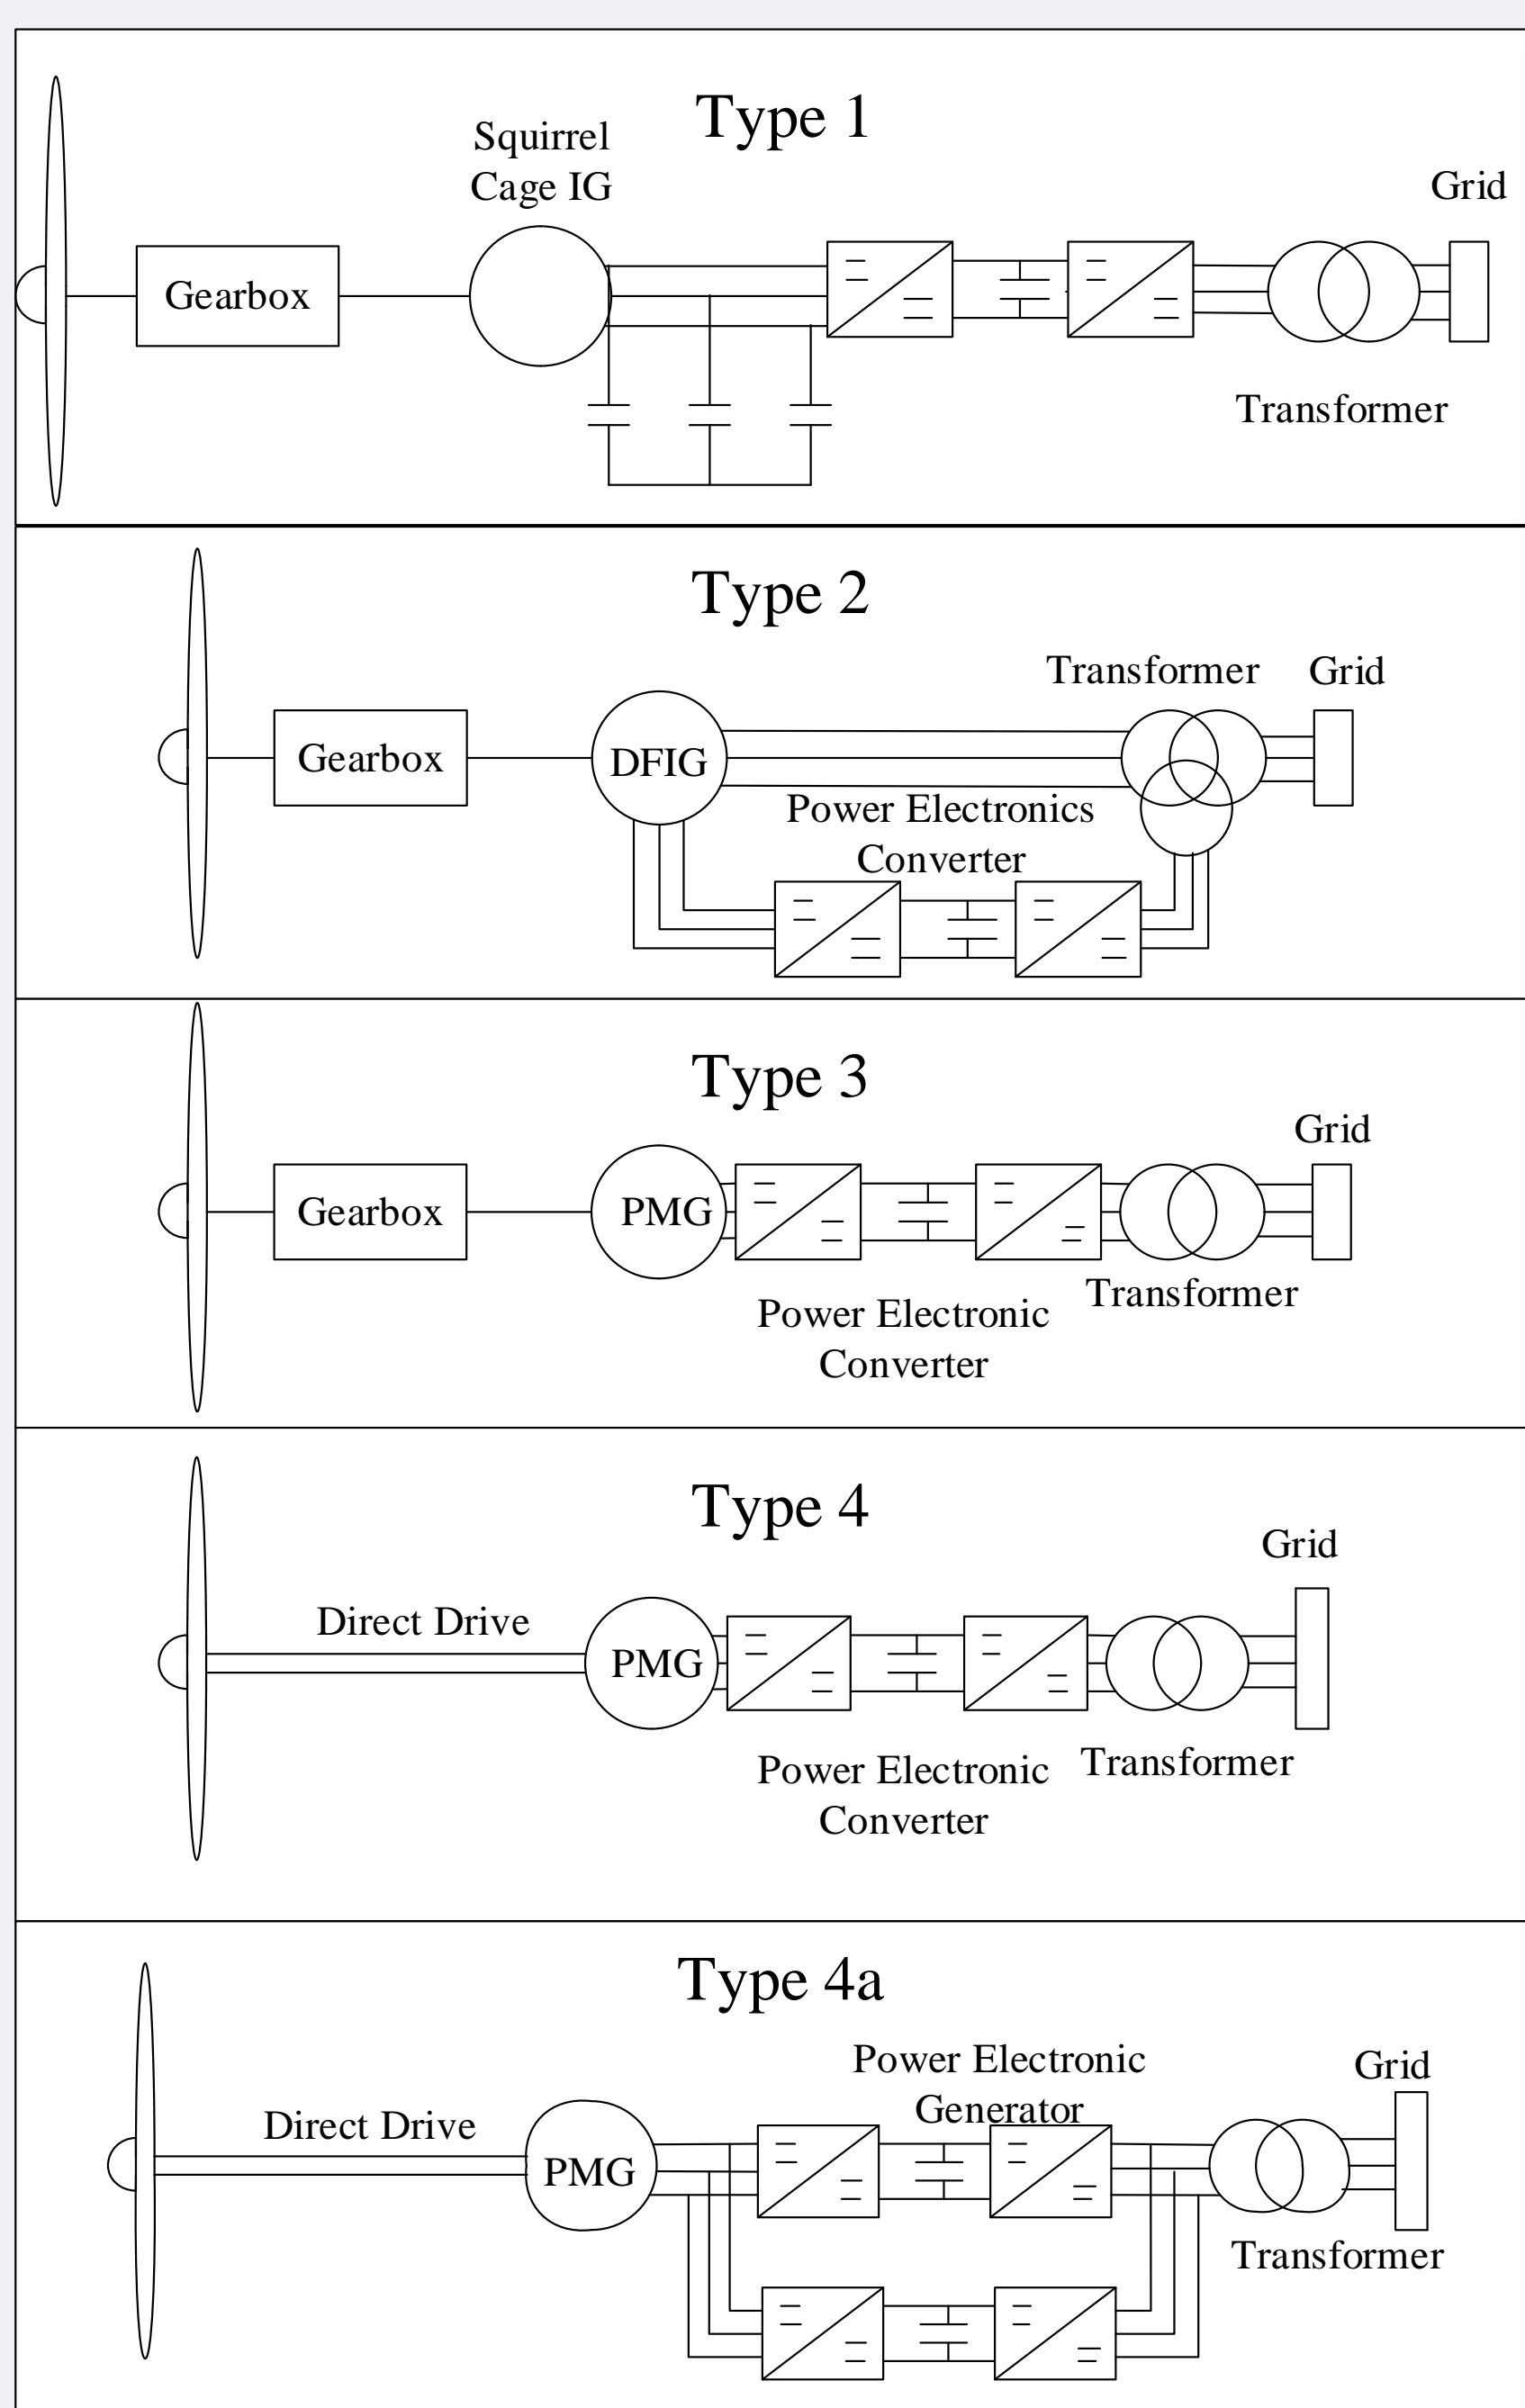 Type 1
Squirrel
Cage IG
Grid
Gearbox
Transformer
Type 2
Transformer
Grid
Gearbox
DFIG
Power Electronics
Converter
Type 3
Grid
Gearbox
PMG
Transformer
Power Electronic
Converter
Type 4
Grid
Direct Drive
PMG
Transformer
Power Electronic
Converter
Type 4a
Power Electronic
Generator
Grid
Direct Drive
PMG
Transformer